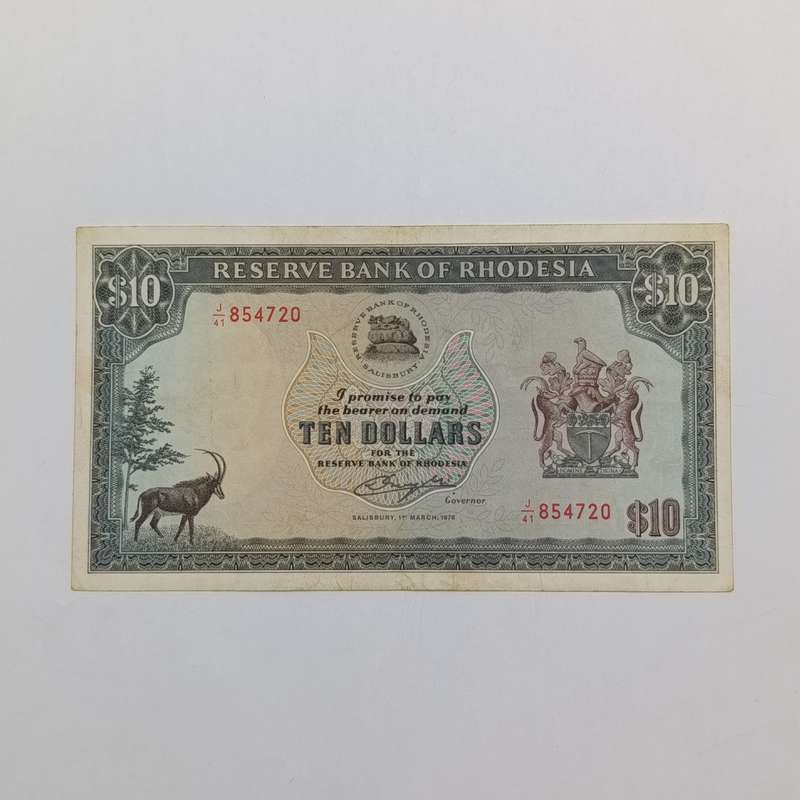 RESERVE BANK OF RHODESIA
$10
$10
J/41 854720
RESERVE BANK OF RHODESIA
SALISBURY
I promise to pay
the bearer on demand
TEN DOLLARS
FOR THE
RESERVE BANK OF RHODESIA
Governor
SALISBURY, 1ST MARCH, 1976
J/41 854720
$10